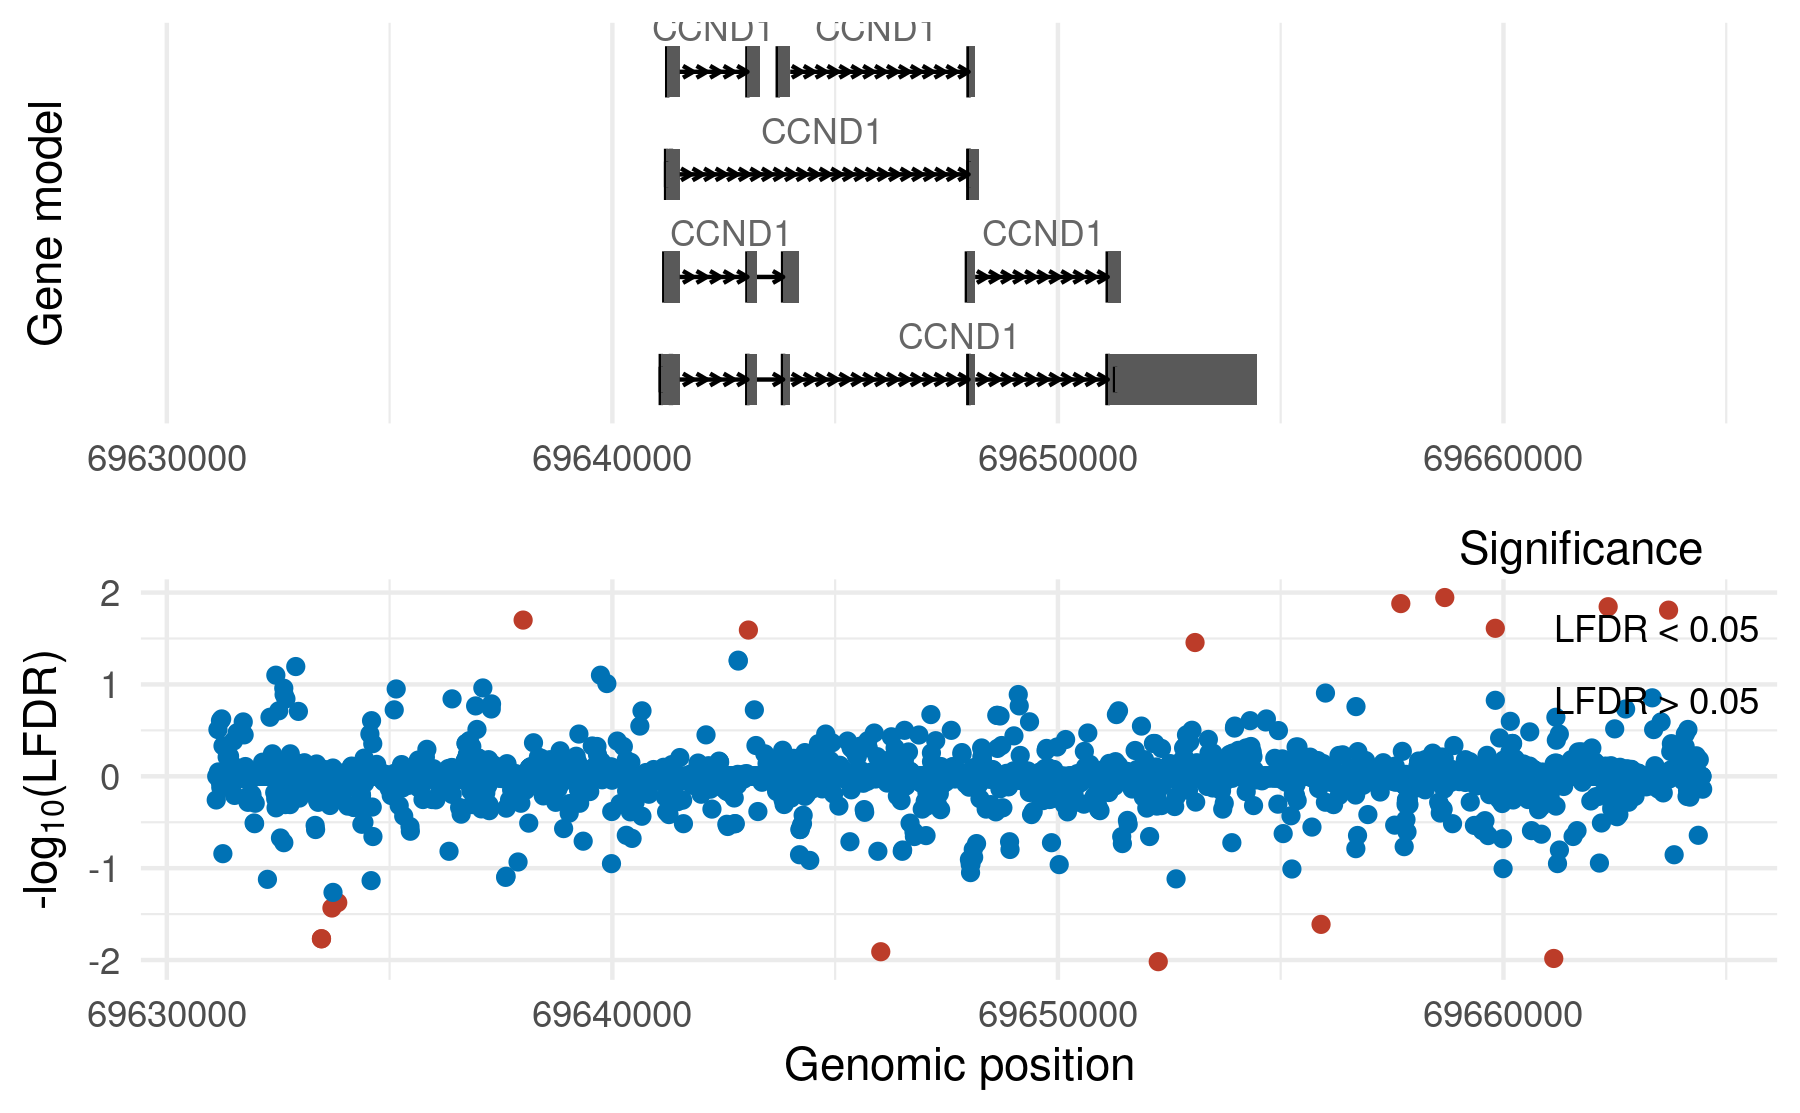 CCND1 CCND1
CCND1
CCND1 CCND1
CCND1
Gene model
69630000 69640000 69650000 69660000
Significance
LFDR < 0.05
LFDR > 0.05
2
1
0
-1
-2
-log10(LFDR)
69630000 69640000 69650000 69660000
Genomic position